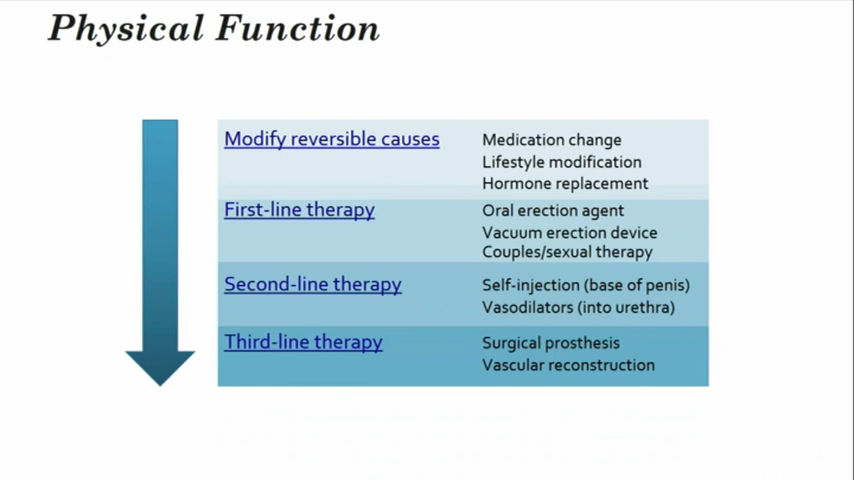 Physical Function
Modify reversible causes
Medication change
Lifestyle modification
Hormone replacement
First-line therapy
Oral erection agent
Vacuum erection device
Couples/sexual therapy
Second-line therapy
Self-injection (base of penis)
Vasodilators (into urethra)
Third-line therapy
Surgical prosthesis
Vascular reconstruction